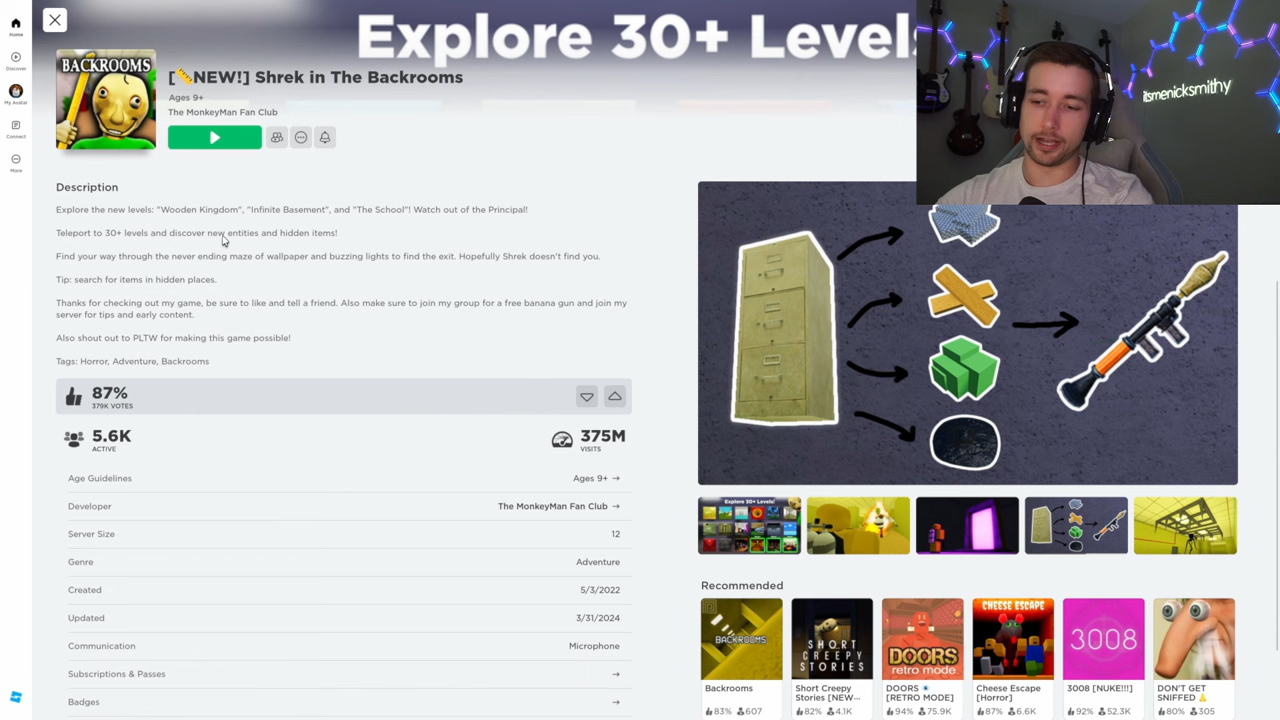 Explore 30+ Levels
Home
BACKROOMS
[📏NEW!] Shrek in The Backrooms
Discover
Ages 9+
My Avatar
The MonkeyMan Fan Club
itsmenicksmithy
Connect
More
Description
Explore the new levels: "Wooden Kingdom", "Infinite Basement", and "The School"! Watch out of the Principal!
Teleport to 30+ levels and discover new entities and hidden items!
Find your way through the never ending maze of wallpaper and buzzing lights to find the exit. Hopefully Shrek doesn't find you.
Tip: search for items in hidden places.
Thanks for checking out my game, be sure to like and tell a friend. Also make sure to join my group for a free banana gun and join my
server for tips and early content.
Also shout out to PLTW for making this game possible!
Tags: Horror, Adventure, Backrooms
87%
379K VOTES
5.6K
ACTIVE
375M
VISITS
Age Guidelines
Ages 9+ →
Developer
The MonkeyMan Fan Club →
Server Size
12
Genre
Adventure
Created
5/3/2022
Updated
3/31/2024
Communication
Microphone
Subscriptions & Passes
→
Badges
→
Explore 30+ Levels!
Recommended
BACKROOMS
Backrooms
83% 607
SHORT
CREEPY
STORIES
Short Creepy
Stories [NEW...
82% 4.1K
DOORS
retro mode
DOORS 👁
[RETRO MODE]
94% 75.9K
CHEESE ESCAPE
Cheese Escape
[Horror]
87% 6.6K
3008
3008 [NUKE!!!]
92% 52.3K
DON'T GET
SNIFFED 👃
80% 305